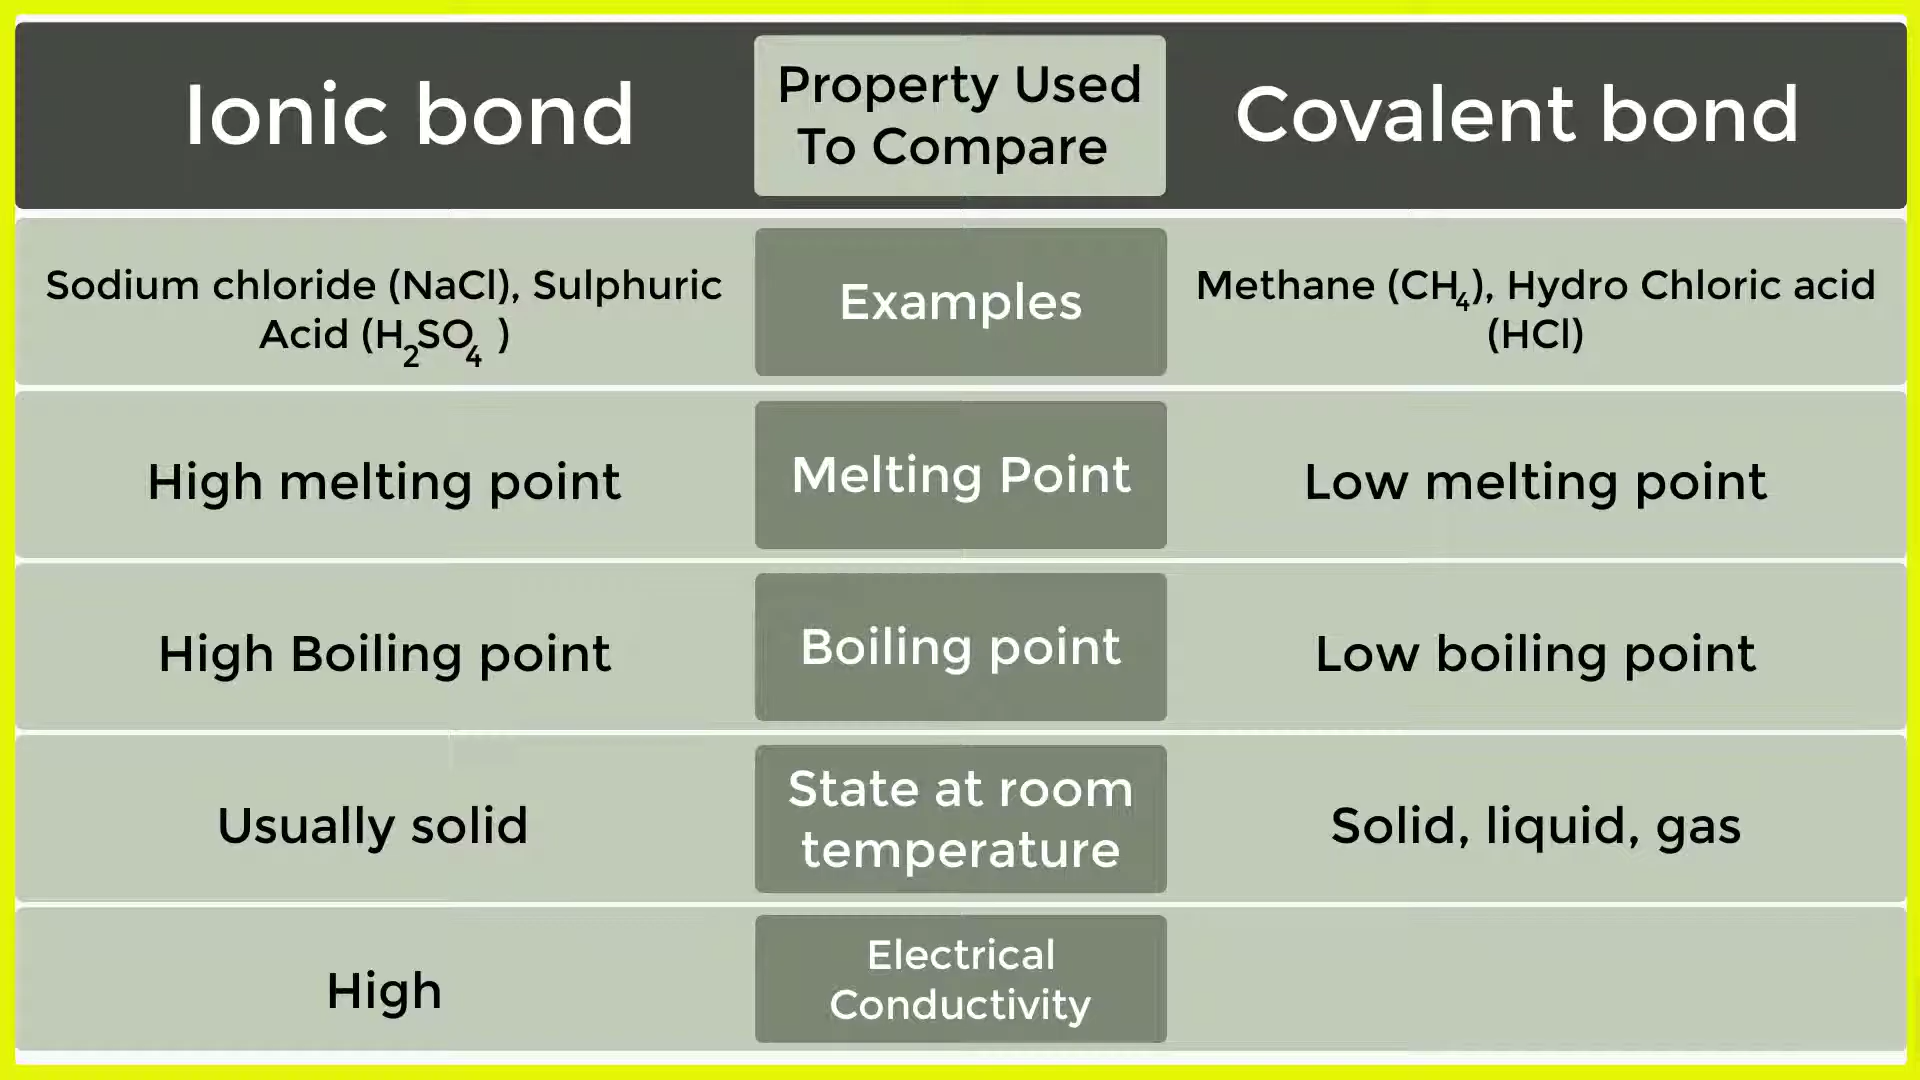 Ionic bond
Property Used
To Compare
Covalent bond
Sodium chloride (NaCl), Sulphuric
Acid (H₂SO₄ )
Examples
Methane (CH₄), Hydro Chloric acid
(HCl)
High melting point
Melting Point
Low melting point
High Boiling point
Boiling point
Low boiling point
Usually solid
State at room
temperature
Solid, liquid, gas
High
Electrical
Conductivity